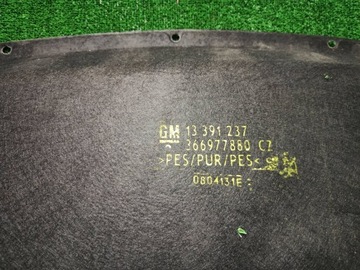 GM 13 391 237
366977880 CZ
>PES/PUR/PES<
0804131E